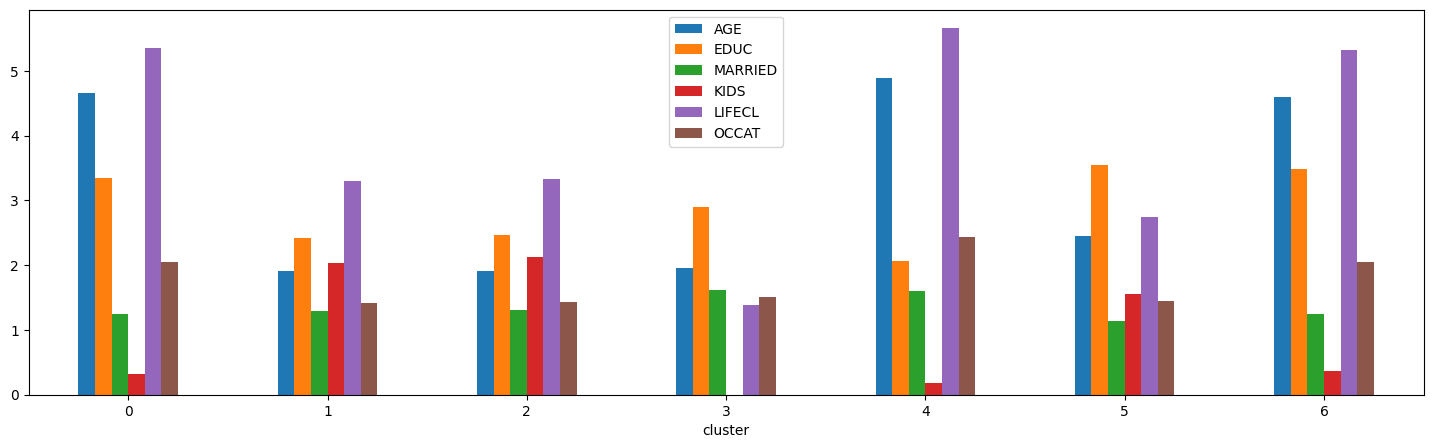 AGE
EDUC
MARRIED
KIDS
LIFECL
OCCAT
5
4
3
2
1
0
0 1 2 3 4 5 6
cluster